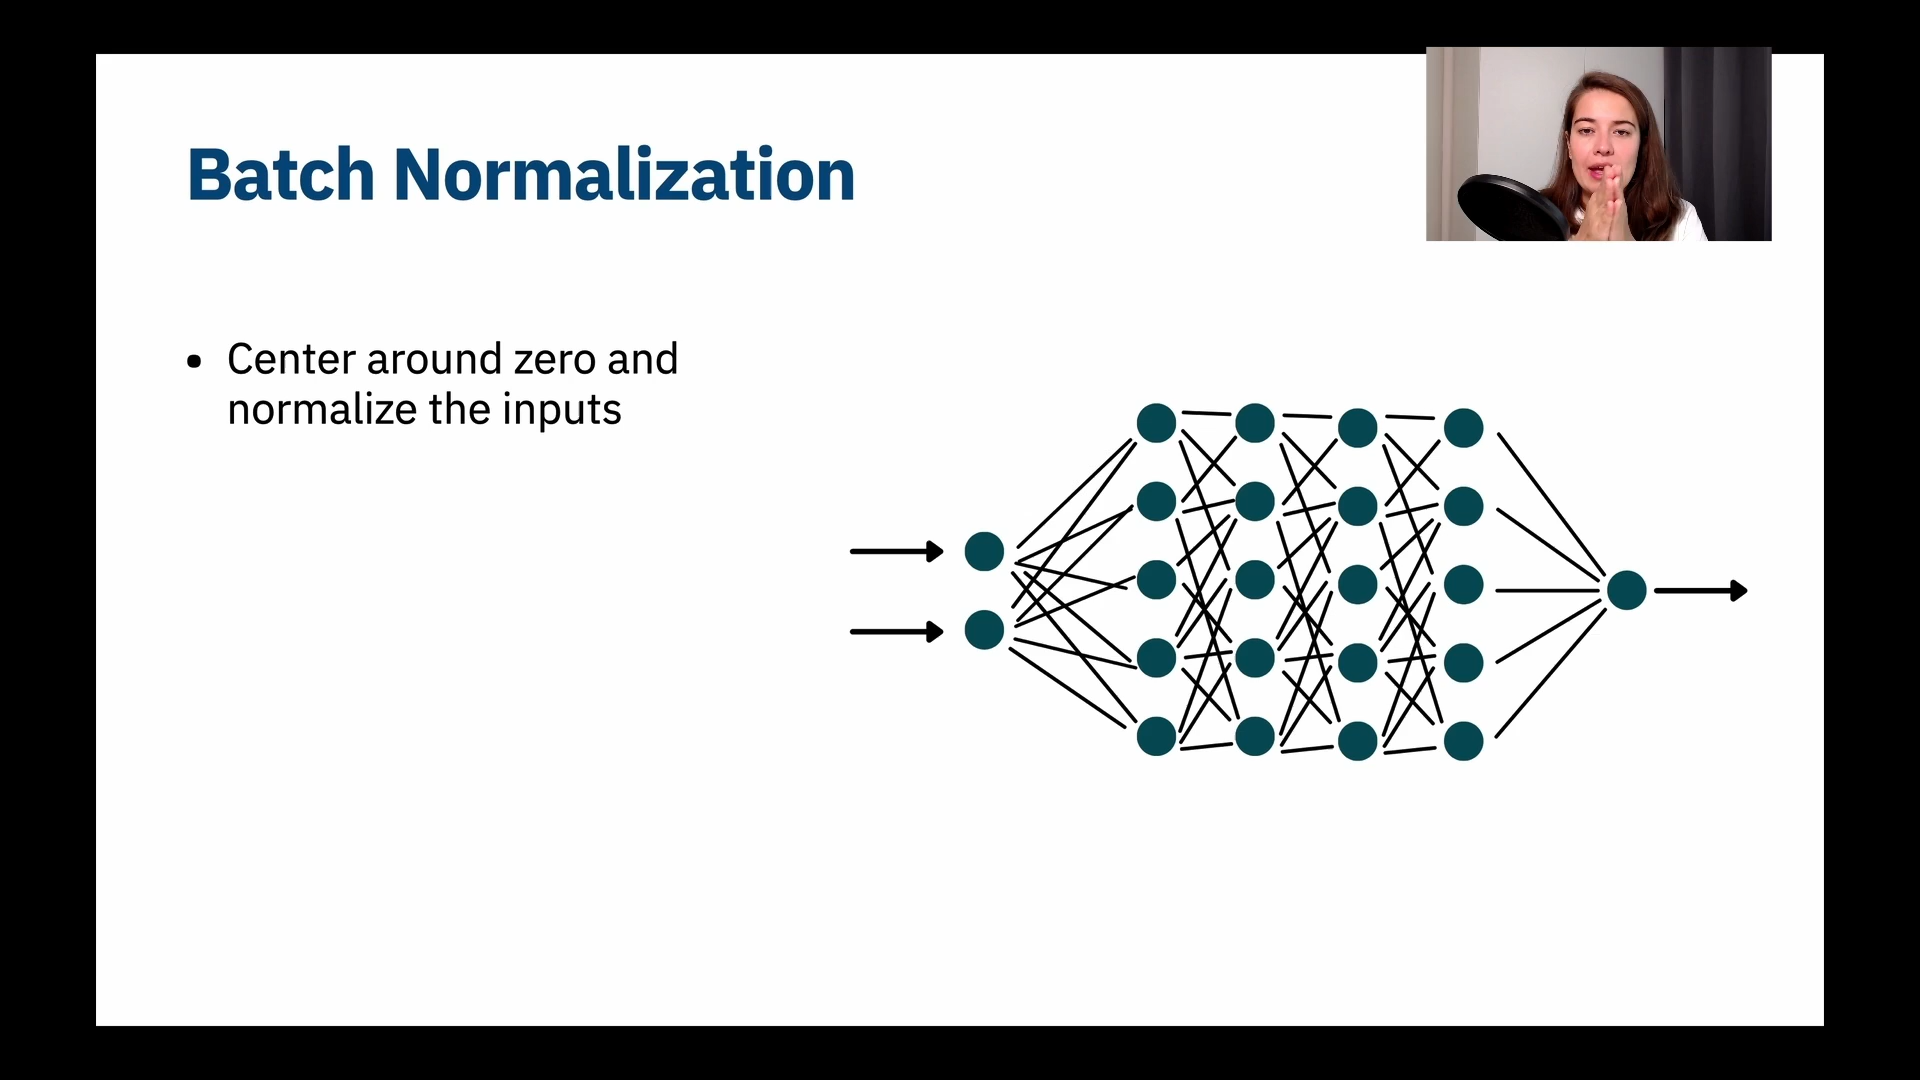 Batch Normalization
• Center around zero and
normalize the inputs